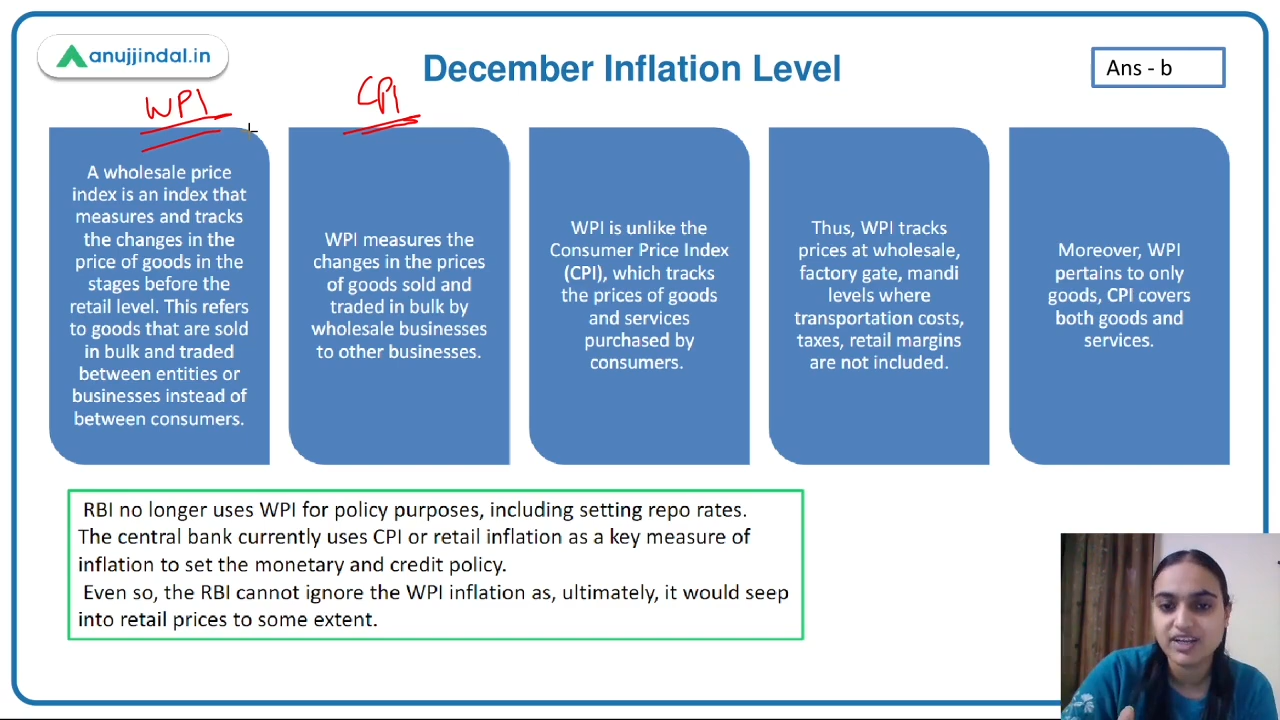 anujjindal.in
December Inflation Level
Ans - b
WPI
CPI
A wholesale price
index is an index that
measures and tracks
the changes in the
price of goods in the
stages before the
retail level. This refers
to goods that are sold
in bulk and traded
between entities or
businesses instead of
between consumers.
WPI measures the
changes in the prices
of goods sold and
traded in bulk by
wholesale businesses
to other businesses.
WPI is unlike the
Consumer Price Index
(CPI), which tracks
the prices of goods
and services
purchased by
consumers.
Thus, WPI tracks
prices at wholesale,
factory gate, mandi
levels where
transportation costs,
taxes, retail margins
are not included.
Moreover, WPI
pertains to only
goods, CPI covers
both goods and
services.
RBI no longer uses WPI for policy purposes, including setting repo rates.
The central bank currently uses CPI or retail inflation as a key measure of
inflation to set the monetary and credit policy.
Even so, the RBI cannot ignore the WPI inflation as, ultimately, it would seep
into retail prices to some extent.